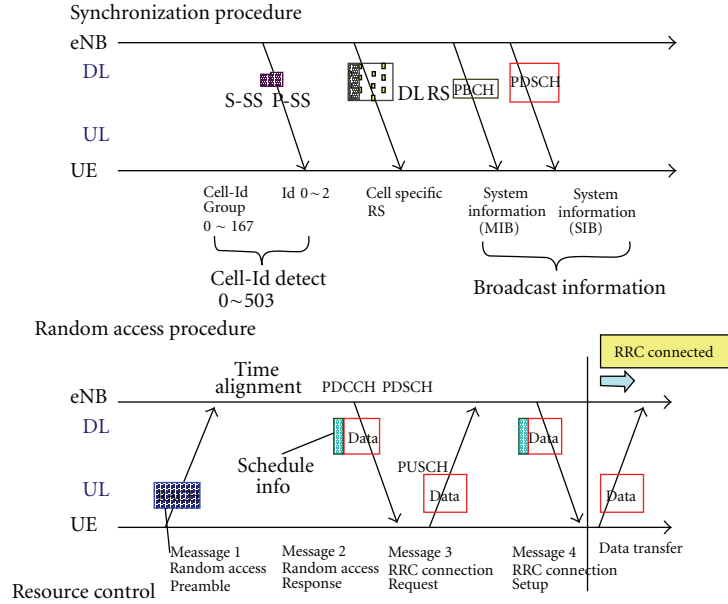 Synchronization procedure
eNB
DL
S-SS P-SS
DL RS
PBCH
PDSCH
UL
UE
Cell-Id
Group
0 ~ 167
Id 0~2
Cell specific
RS
System
information
(MIB)
System
information
(SIB)
Cell-Id detect
0~503
Broadcast information
Random access procedure
RRC connected
Time
alignment
PDCCH PDSCH
eNB
DL
Data
Data
Schedule
info
PUSCH
UL
Data
Data
UE
Meassage 1
Random access
Preamble
Message 2
Random access
Response
Message 3
RRC connection
Request
Message 4
RRC connection
Setup
Data transfer
Resource control